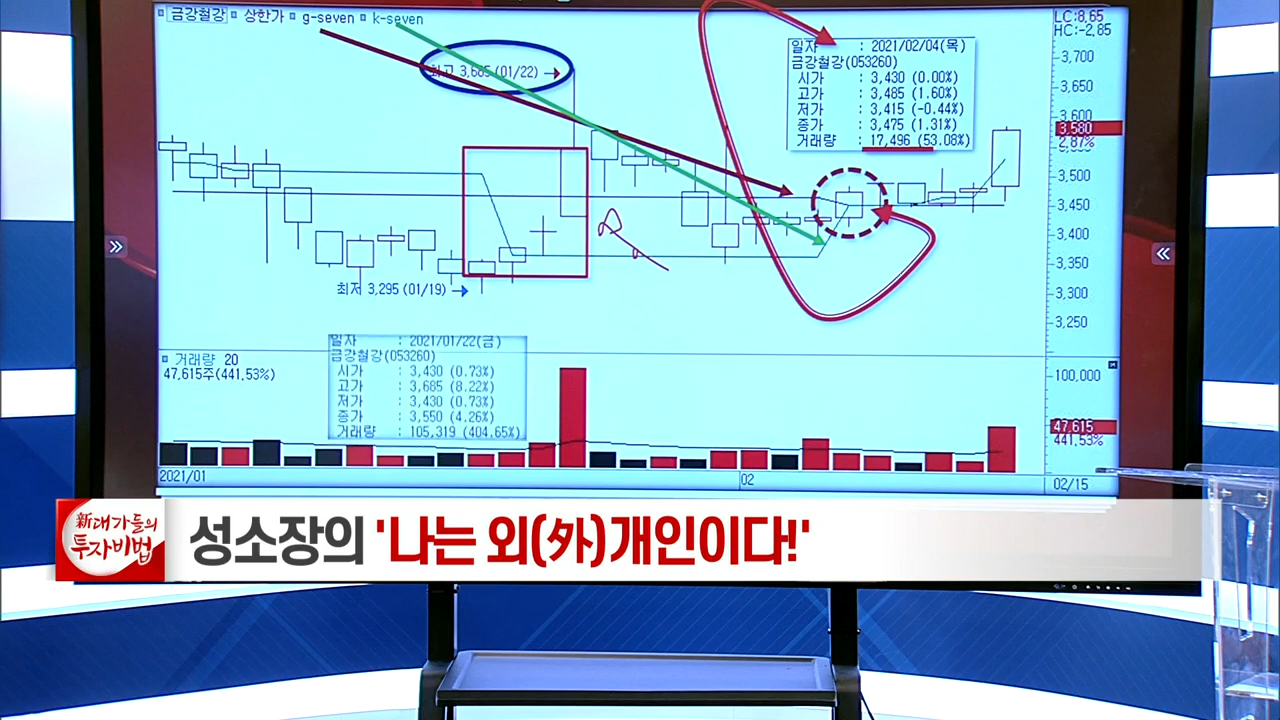 금강철강 상한가 g-seven k-seven
LC:8.65
HC:-2.85
최고 3,685 (01/22)
일자 : 2021/02/04(목)
금강철강(053260)
시가 : 3,430 (0.00%)
고가 : 3,485 (1.60%)
저가 : 3,415 (-0.44%)
종가 : 3,475 (1.31%)
거래량 : 17,496 (53.08%)
3,700
3,650
3,600
3,580
2.87%
3,500
3,450
3,400
3,350
3,300
3,250
최저 3,295 (01/19)
일자 : 2021/01/22(금)
금강철강(053260)
시가 : 3,430 (0.73%)
고가 : 3,685 (8.22%)
저가 : 3,430 (0.73%)
종가 : 3,550 (4.26%)
거래량 : 105,319 (404.65%)
거래량 20
47,615주(441.53%)
100,000
47,615
441.53%
2021/01 02 02/15
新대가들의
투자비법
성소장의 '나는 외(外)개인이다!'